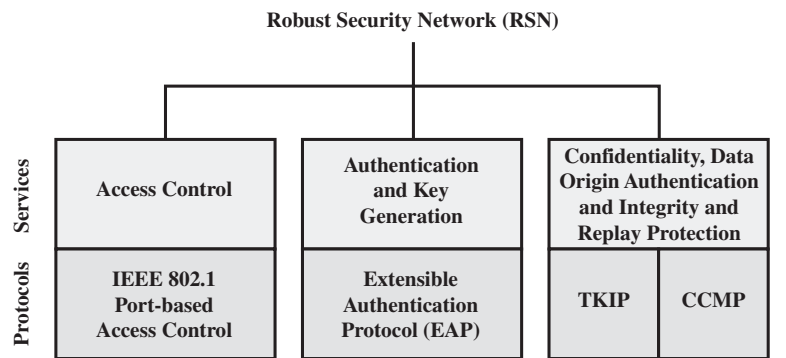 Robust Security Network (RSN)
Services
Access Control
Authentication
and Key
Generation
Confidentiality, Data
Origin Authentication
and Integrity and
Replay Protection
Protocols
IEEE 802.1
Port-based
Access Control
Extensible
Authentication
Protocol (EAP)
TKIP
CCMP